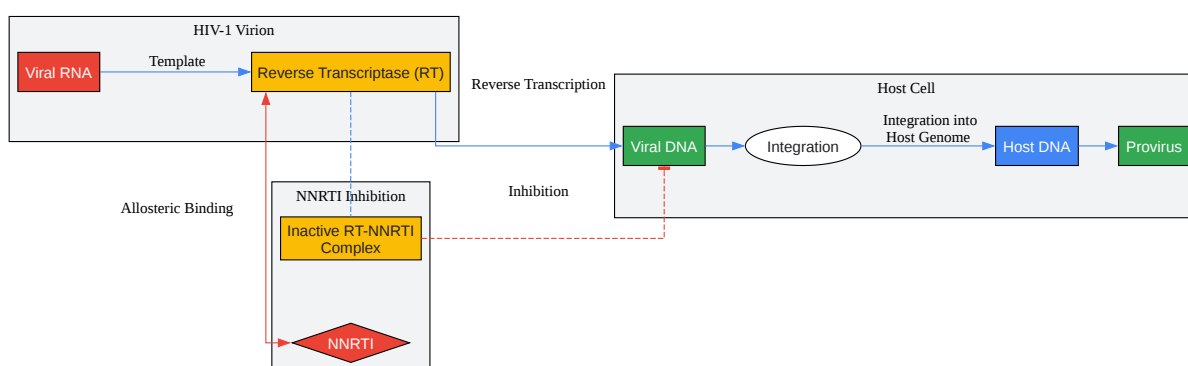 HIV-1 Virion
Viral RNA
Template
Reverse Transcriptase (RT)
Reverse Transcription
Host Cell
Viral DNA
Integration
Integration into
Host Genome
Host DNA
Provirus
Allosteric Binding
NNRTI Inhibition
Inhibition
Inactive RT-NNRTI
Complex
NNRTI